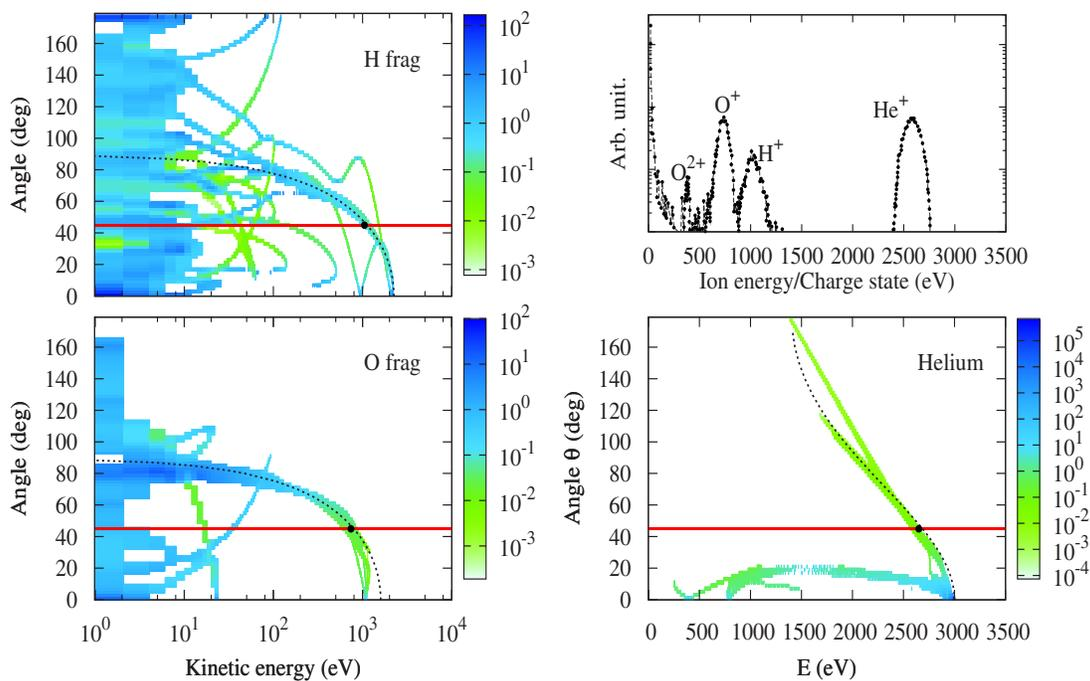 160
140
120
100
80
60
40
20
0
Angle (deg)
H frag
10^2
10^1
10^0
10^-1
10^-2
10^-3
Arb. unit.
O^2+
O^+
H^+
He^+
0 500 1000 1500 2000 2500 3000 3500
Ion energy/Charge state (eV)
160
140
120
100
80
60
40
20
0
Angle (deg)
O frag
10^2
10^1
10^0
10^-1
10^-2
10^-3
10^0 10^1 10^2 10^3 10^4
Kinetic energy (eV)
160
140
120
100
80
60
40
20
0
Angle θ (deg)
Helium
10^5
10^4
10^3
10^2
10^1
10^0
10^-1
10^-2
10^-3
10^-4
0 500 1000 1500 2000 2500 3000 3500
E (eV)